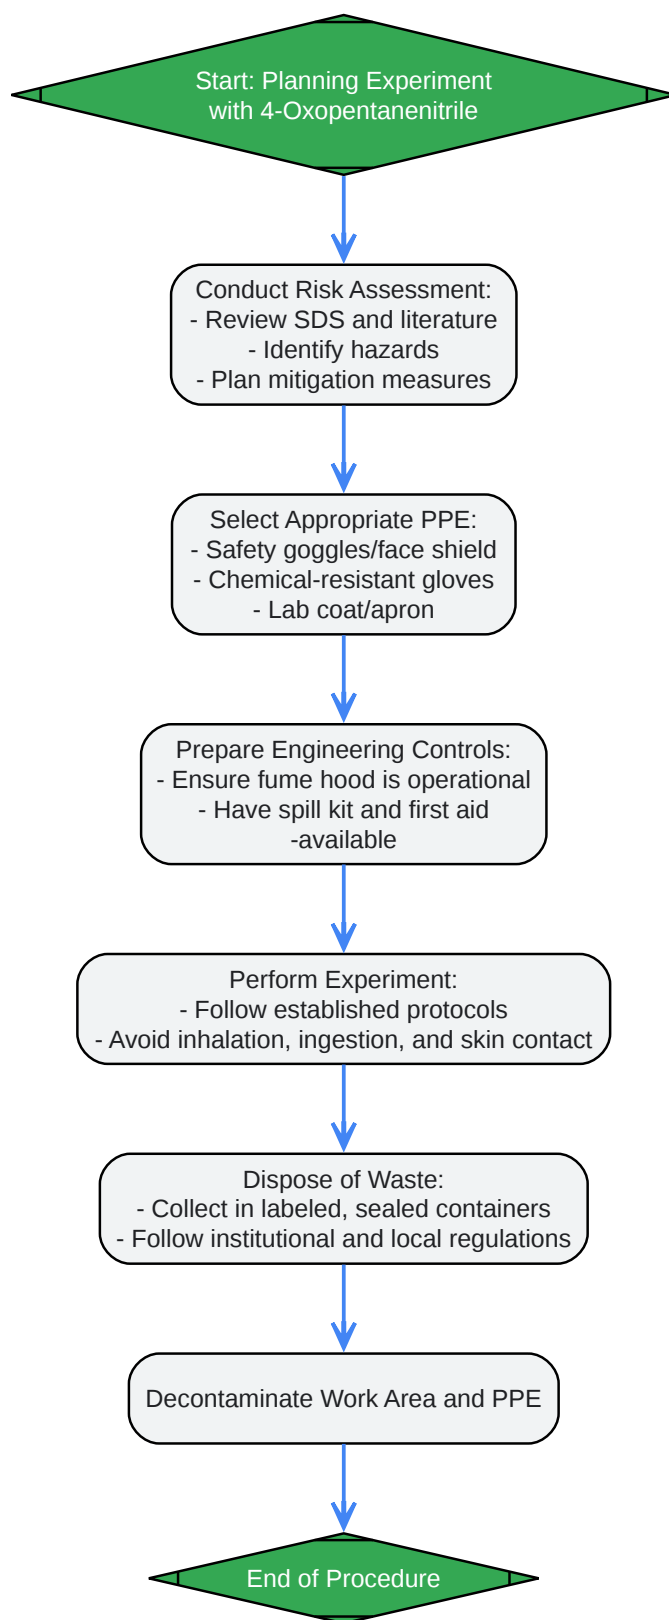 Start: Planning Experiment
with 4-Oxopentanenitrile
Conduct Risk Assessment:
- Review SDS and literature
- Identify hazards
- Plan mitigation measures
Select Appropriate PPE:
- Safety goggles/face shield
- Chemical-resistant gloves
- Lab coat/apron
Prepare Engineering Controls:
- Ensure fume hood is operational
- Have spill kit and first aid
-available
Perform Experiment:
- Follow established protocols
- Avoid inhalation, ingestion, and skin contact
Dispose of Waste:
- Collect in labeled, sealed containers
- Follow institutional and local regulations
Decontaminate Work Area and PPE
End of Procedure